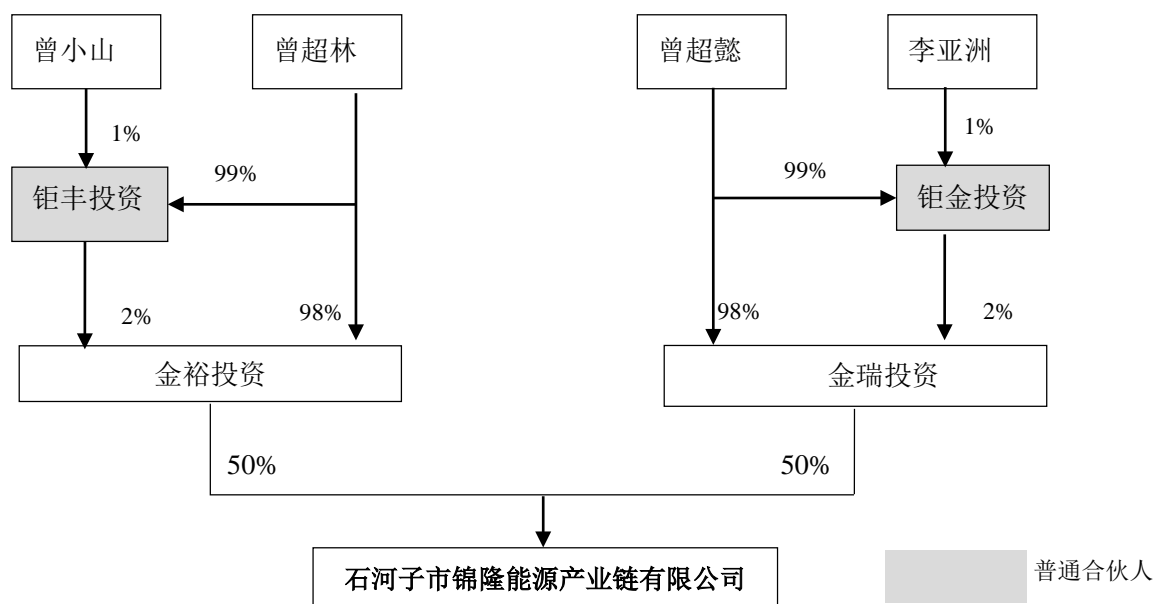 曾小山
曾超林
曾超懿
李亚洲
1%
1%
99%
99%
钜丰投资
钜金投资
2%
98%
98%
2%
金裕投资
金瑞投资
50%
50%
石河子市锦隆能源产业链有限公司
普通合伙人